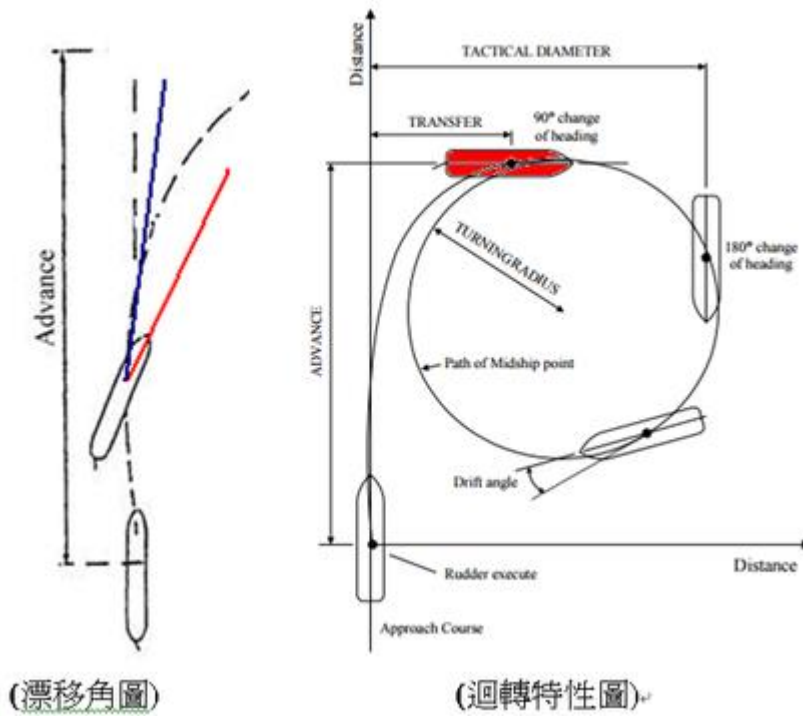 Advance
Distance
TACTICAL DIAMETER
TRANSFER
90° change
of heading
TURNINGRADIUS
180° change
of heading
ADVANCE
Path of Midship point
Drift angle
Distance
Rudder execute
Approach Course
(漂移角圖)
(迴轉特性圖)